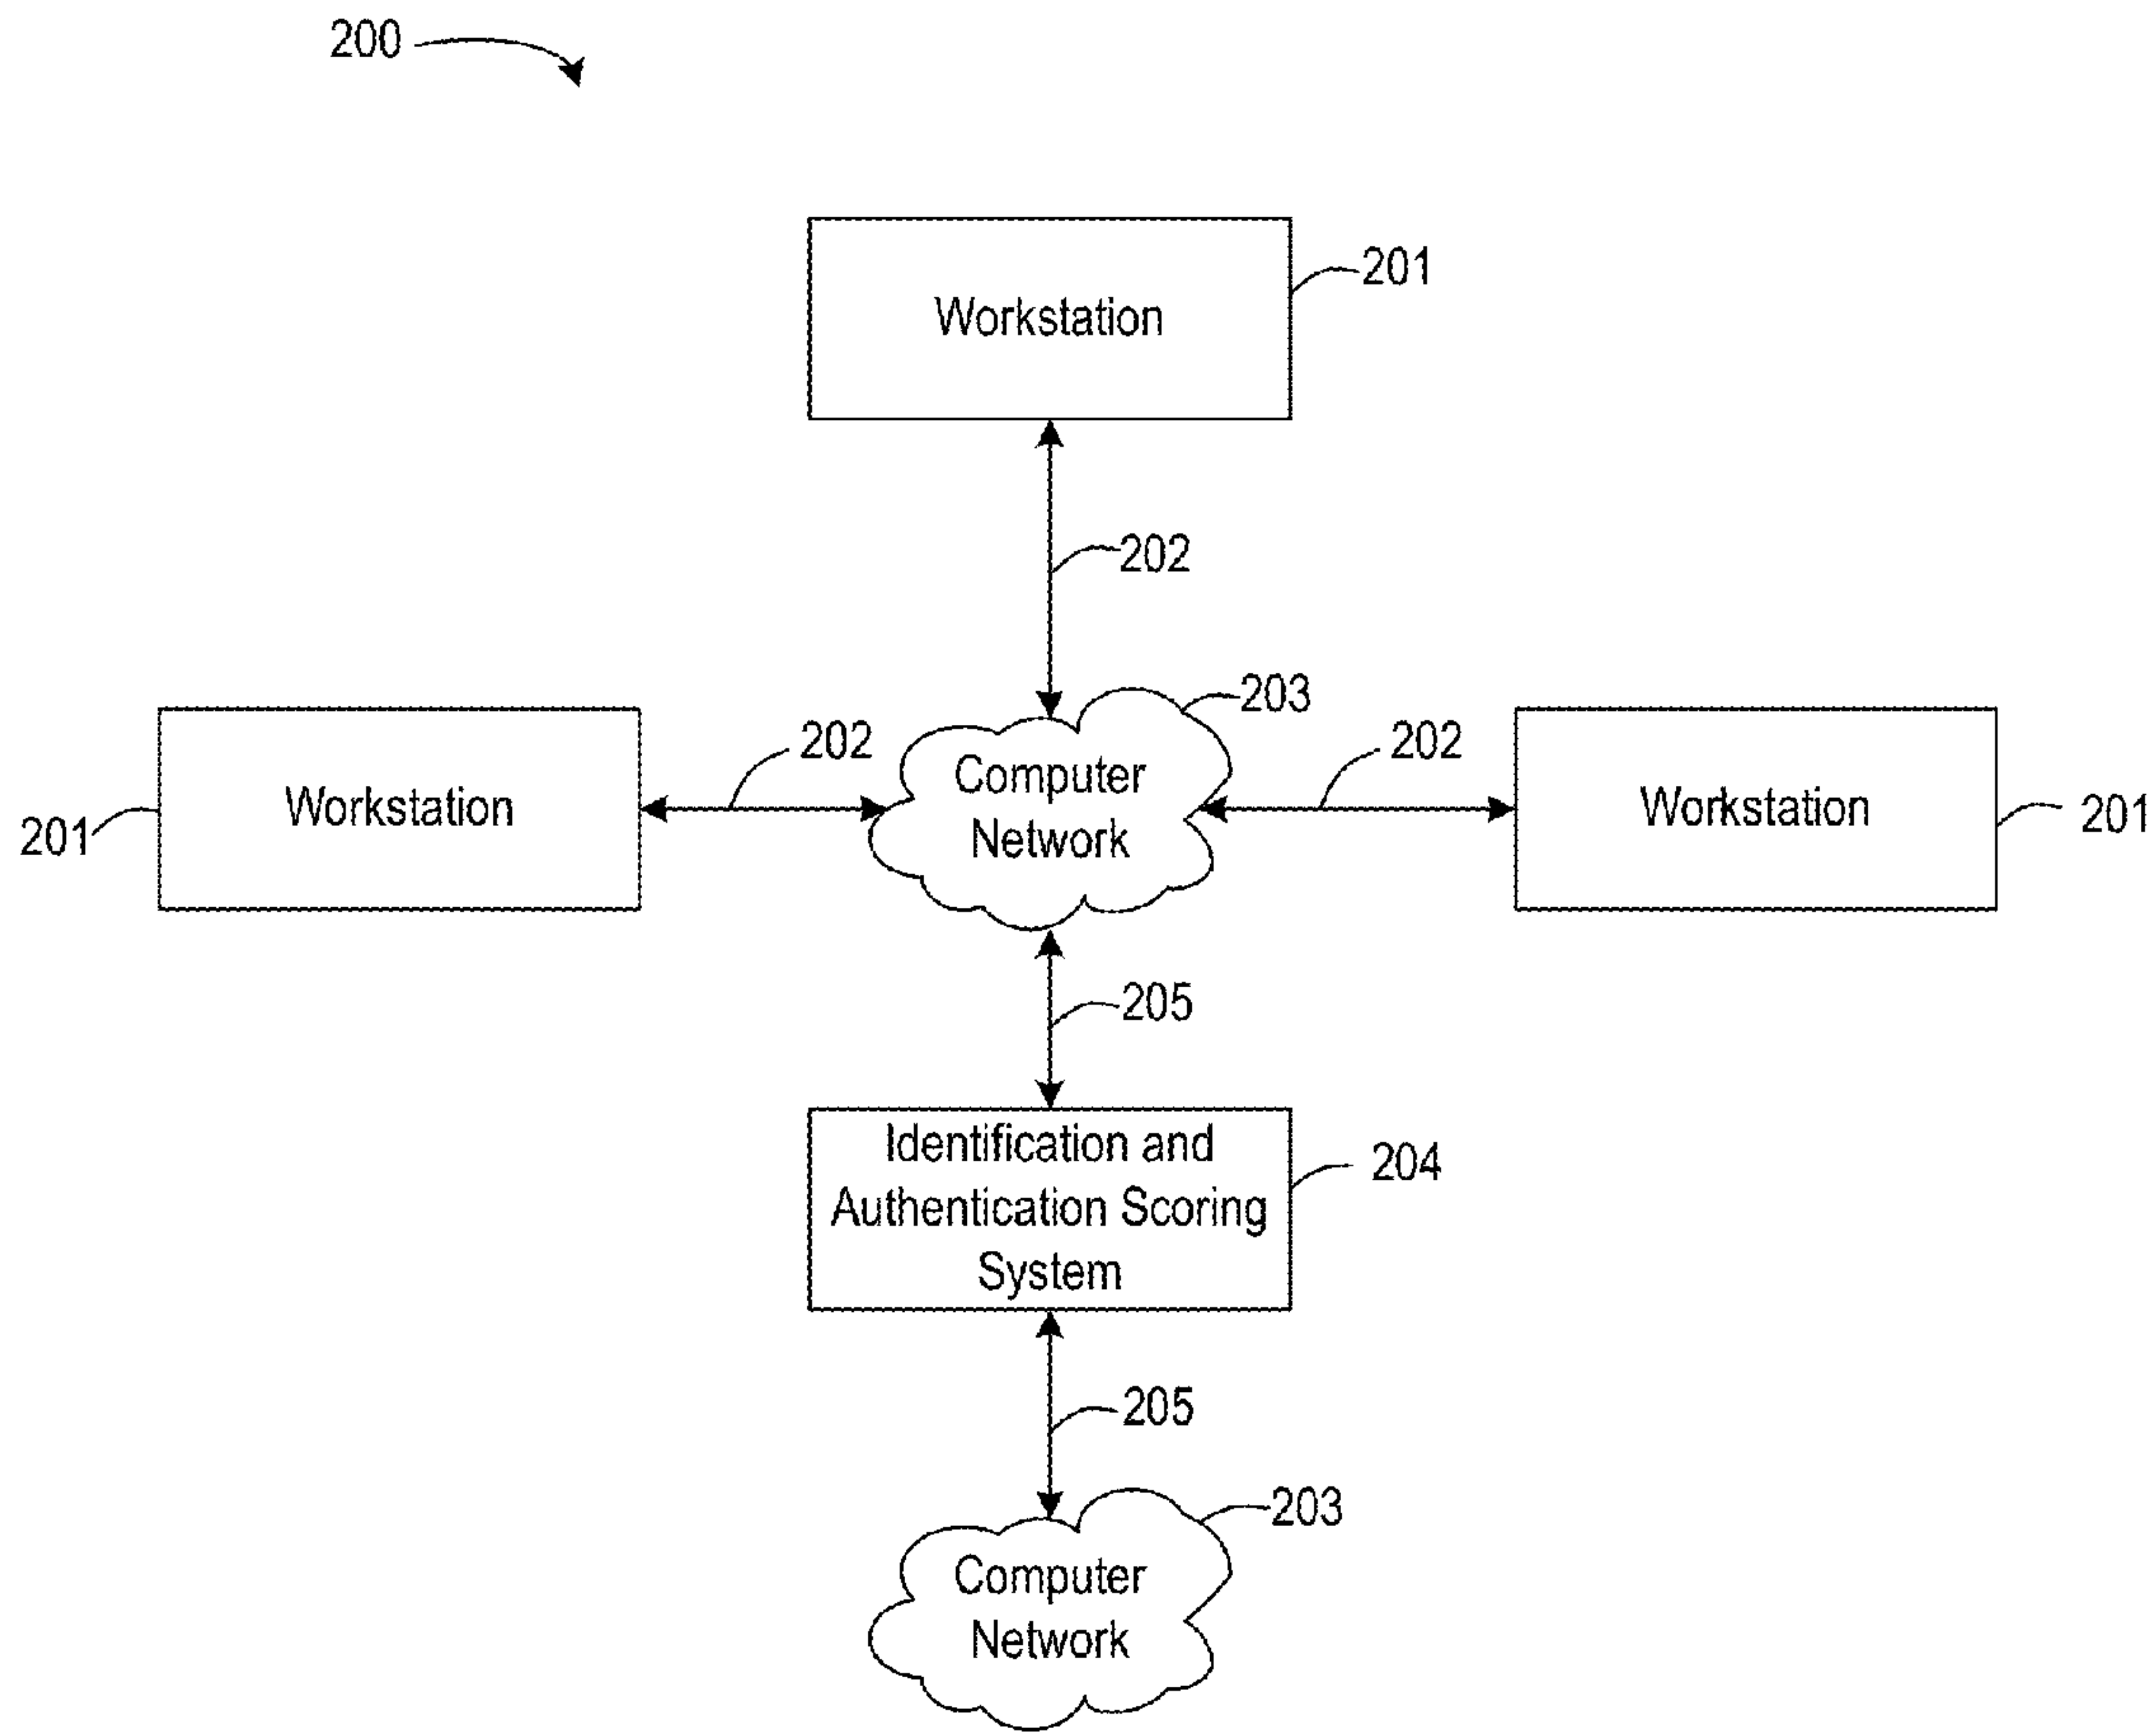 200
Workstation
201
202
203
Computer
Network
202
202
Workstation
201
Workstation
201
205
Identification and
Authentication Scoring
System
204
205
203
Computer
Network